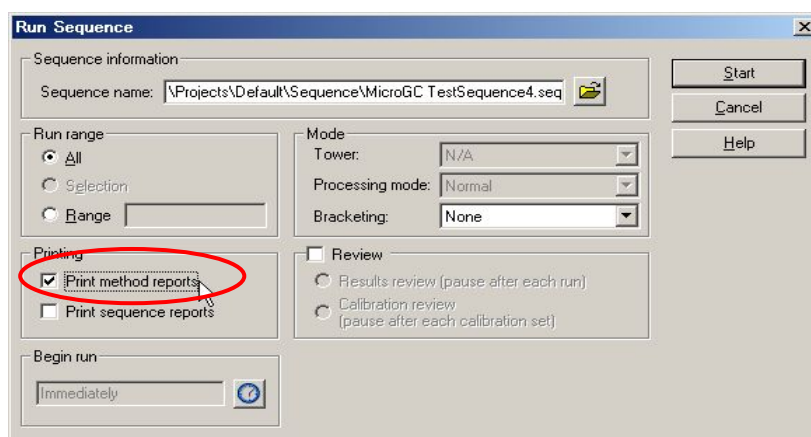 Run Sequence
Sequence information
Sequence name: \Projects\Default\Sequence\MicroGC TestSequence4.seq
Start
Cancel
Help
Run range
All
Selection
Range
Mode
Tower: N/A
Processing mode: Normal
Bracketing: None
Printing
Print method reports
Print sequence reports
Review
Results review (pause after each run)
Calibration review
(pause after each calibration set)
Begin run
Immediately